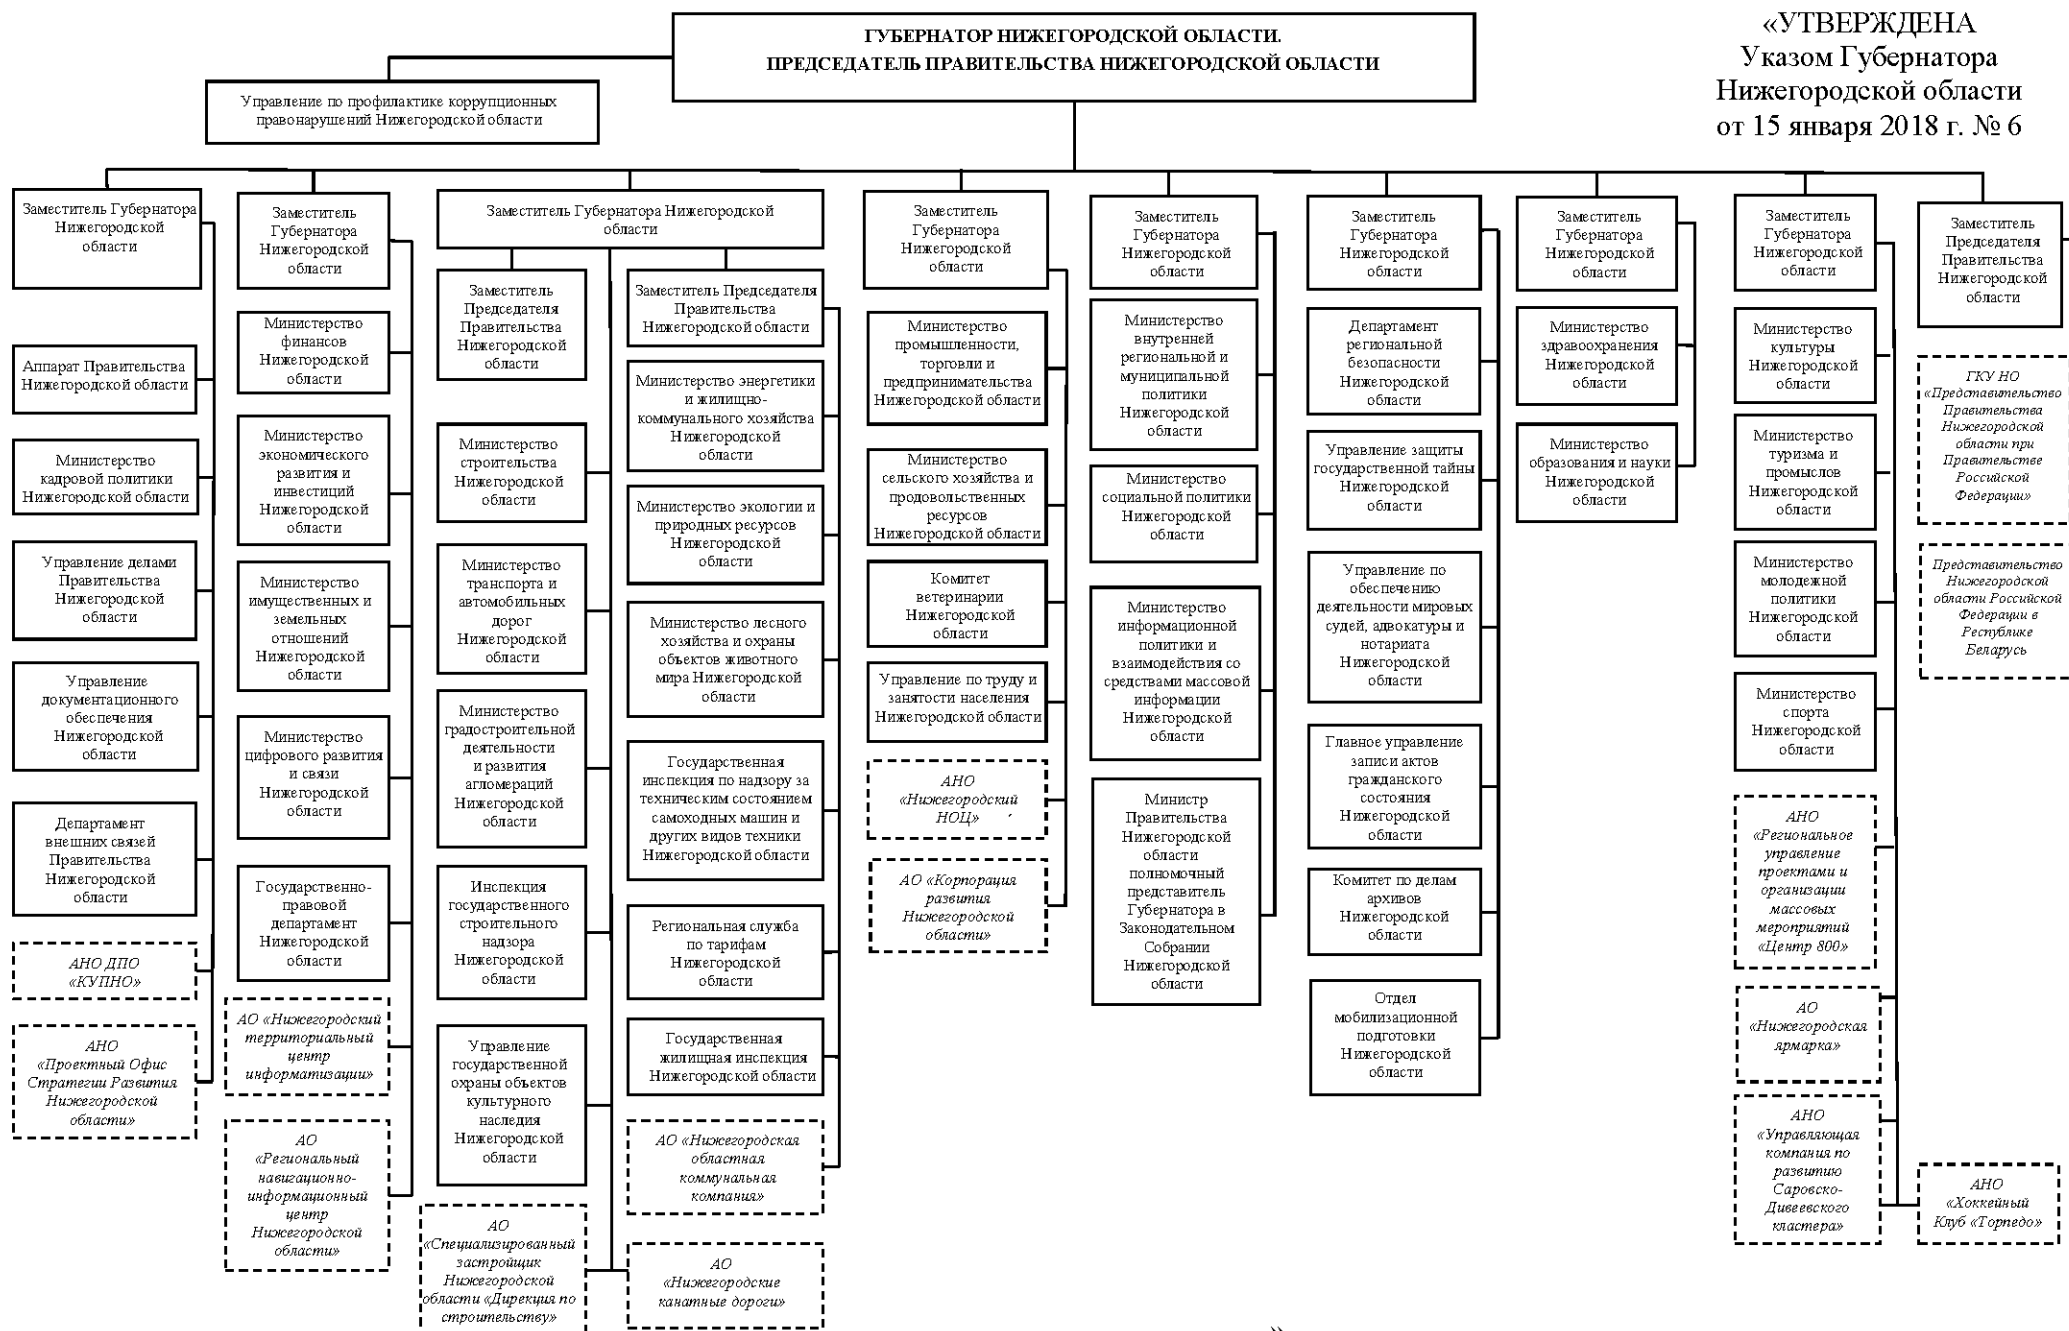 ГУБЕРНАТОР НИЖЕГОРОДСКОЙ ОБЛАСТИ.
ПРЕДСЕДАТЕЛЬ ПРАВИТЕЛЬСТВА НИЖЕГОРОДСКОЙ ОБЛАСТИ
«УТВЕРЖДЕНА
Указом Губернатора
Нижегородской области
от 15 января 2018 г. № 6
Управление по профилактике коррупционных
правонарушений Нижегородской области
Заместитель Губернатора
Нижегородской
области
Аппарат Правительства
Нижегородской области
Министерство
кадровой политики
Нижегородской области
Управление делами
Правительства
Нижегородской
области
Управление
документационного
обеспечения
Нижегородской
области
Департамент
внешних связей
Правительства
Нижегородской
области
АНО ДПО
«КУПНО»
АНО
«Проектный Офис
Стратегии Развития
Нижегородской
области»
Заместитель
Губернатора
Нижегородской
области
Министерство
финансов
Нижегородской
области
Министерство
экономического
развития и
инвестиций
Нижегородской
области
Министерство
имущественных и
земельных
отношений
Нижегородской
области
Министерство
цифрового развития
и связи
Нижегородской
области
Государственно-
правовой
департамент
Нижегородской
области
АО «Нижегородский
территориальный
центр
информатизации»
АО
«Региональный
навигационно-
информационный
центр
Нижегородской
области»
Заместитель Губернатора Нижегородской
области
Заместитель
Председателя
Правительства
Нижегородской
области
Министерство
строительства
Нижегородской
области
Министерство
транспорта и
автомобильных
дорог
Нижегородской
области
Министерство
градостроительной
деятельности
и развития
агломераций
Нижегородской
области
Инспекция
государственного
строительного
надзора
Нижегородской
области
Управление
государственной
охраны объектов
культурного
наследия
Нижегородской
области
АО
«Специализированный
застройщик
Нижегородской
области «Дирекция по
строительству»
Заместитель Председателя
Правительства
Нижегородской области
Министерство энергетики
и жилищно-
коммунального хозяйства
Нижегородской
области
Министерство экологии и
природных ресурсов
Нижегородской
области
Министерство лесного
хозяйства и охраны
объектов животного
мира Нижегородской
области
Государственная
инспекция по надзору за
техническим состоянием
самоходных машин и
других видов техники
Нижегородской области
Региональная служба
по тарифам
Нижегородской
области
Государственная
жилищная инспекция
Нижегородской области
АО «Нижегородская
областная
коммунальная
компания»
АО
«Нижегородские
канатные дороги»
Заместитель
Губернатора
Нижегородской
области
Министерство
промышленности,
торговли и
предпринимательства
Нижегородской области
Министерство
сельского хозяйства и
продовольственных
ресурсов
Нижегородской области
Комитет
ветеринарии
Нижегородской
области
Управление по труду и
занятости населения
Нижегородской области
АНО
«Нижегородский
НОЦ»
АО «Корпорация
развития
Нижегородской
области»
Заместитель
Губернатора
Нижегородской
области
Министерство
внутренней
региональной и
муниципальной
политики
Нижегородской
области
Министерство
социальной политики
Нижегородской
области
Министерство
информационной
политики и
взаимодействия со
средствами массовой
информации
Нижегородской
области
Министр
Правительства
Нижегородской
области
полномочный
представитель
Губернатора в
Законодательном
Собрании
Нижегородской
области
Заместитель
Губернатора
Нижегородской
области
Департамент
региональной
безопасности
Нижегородской
области
Управление защиты
государственной тайны
Нижегородской
области
Управление по
обеспечению
деятельности мировых
судей, адвокатуры и
нотариата
Нижегородской
области
Главное управление
записи актов
гражданского
состояния
Нижегородской
области
Комитет по делам
архивов
Нижегородской
области
Отдел
мобилизационной
подготовки
Нижегородской
области
Заместитель
Губернатора
Нижегородской
области
Министерство
здравоохранения
Нижегородской
области
Министерство
образования и науки
Нижегородской
области
Заместитель
Губернатора
Нижегородской
области
Министерство
культуры
Нижегородской
области
Министерство
туризма и
промыслов
Нижегородской
области
Министерство
молодежной
политики
Нижегородской
области
Министерство
спорта
Нижегородской
области
АНО
«Региональное
управление
проектами и
организации
массовых
мероприятий
«Центр 800»
АО
«Нижегородская
ярмарка»
АНО
«Управляющая
компания по
развитию
Саровско-
Дивеевского
кластера»
АНО
«Хоккейный
Клуб «Торпедо»
Заместитель
Председателя
Правительства
Нижегородской
области
ГКУ НО
«Представительство
Правительства
Нижегородской
области при
Правительстве
Российской
Федерации»
Представительство
Нижегородской
области Российской
Федерации в
Республике
Беларусь
»